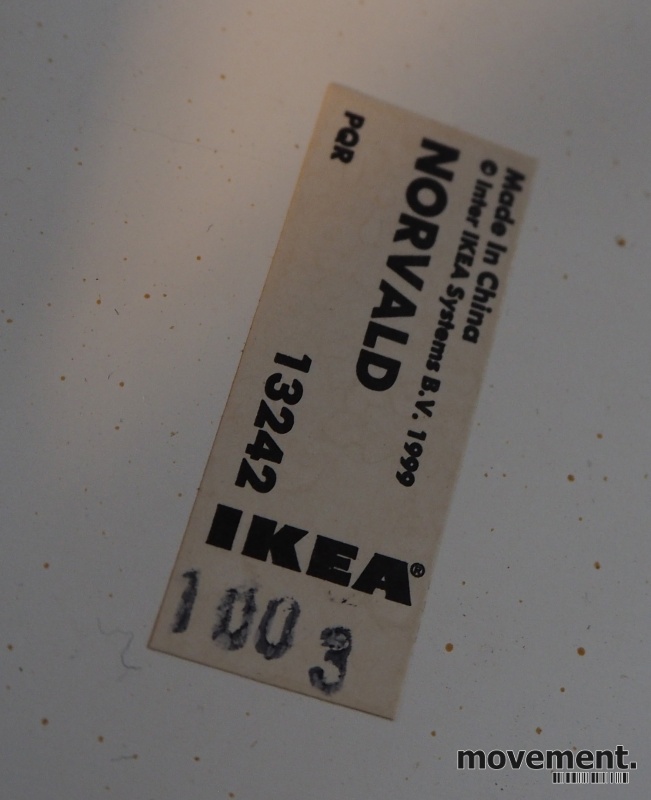 Made in China
© Inter IKEA Systems B.V. 1999
NORVALD
PQR
13242
IKEA®
1003
movement.